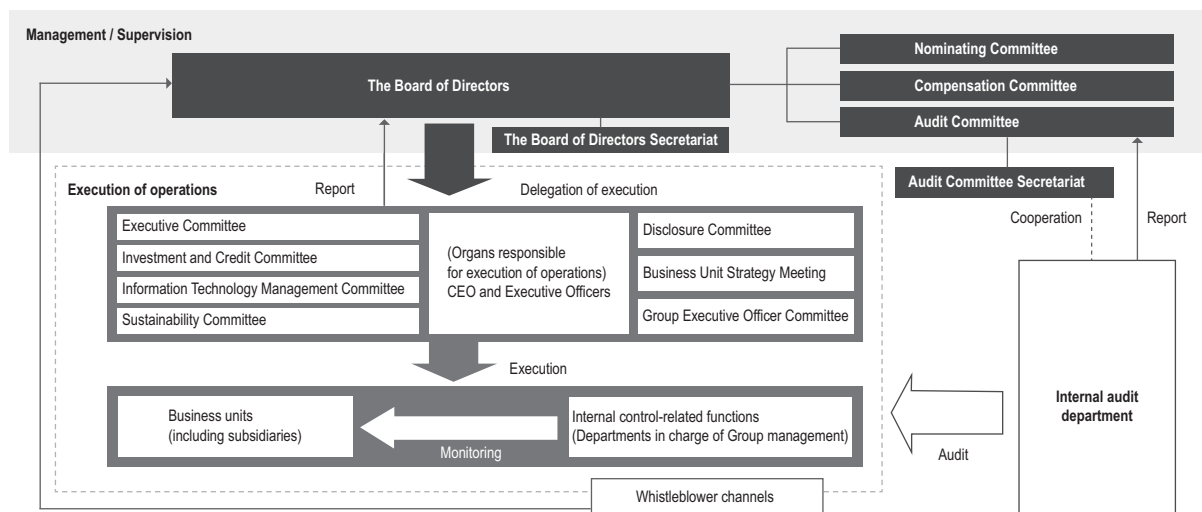 Management / Supervision
The Board of Directors
Nominating Committee
Compensation Committee
Audit Committee
The Board of Directors Secretariat
Audit Committee Secretariat
Execution of operations
Report
Delegation of execution
Cooperation
Report
Executive Committee
Investment and Credit Committee
Information Technology Management Committee
Sustainability Committee
(Organs responsible
for execution of operations)
CEO and Executive Officers
Disclosure Committee
Business Unit Strategy Meeting
Group Executive Officer Committee
Execution
Business units
(including subsidiaries)
Monitoring
Internal control-related functions
(Departments in charge of Group management)
Audit
Internal audit
department
Whistleblower channels